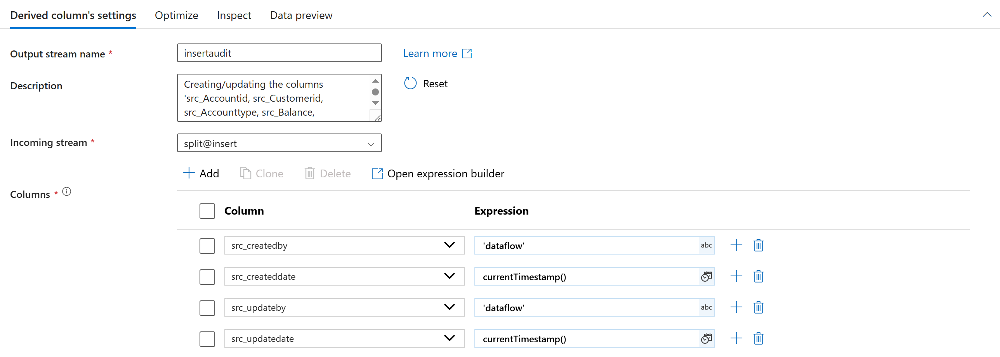 Derived column's settings Optimize Inspect Data preview
Output stream name * insertaudit Learn more
Description Creating/updating the columns
'src_Accountid, src_Customerid,
src_Accounttype, src_Balance,
Reset
Incoming stream * split@insert
Add Clone Delete Open expression builder
Columns *
Column Expression
src_createdby 'dataflow' abc
src_createddate currentTimestamp()
src_updateby 'dataflow' abc
src_updatedate currentTimestamp()